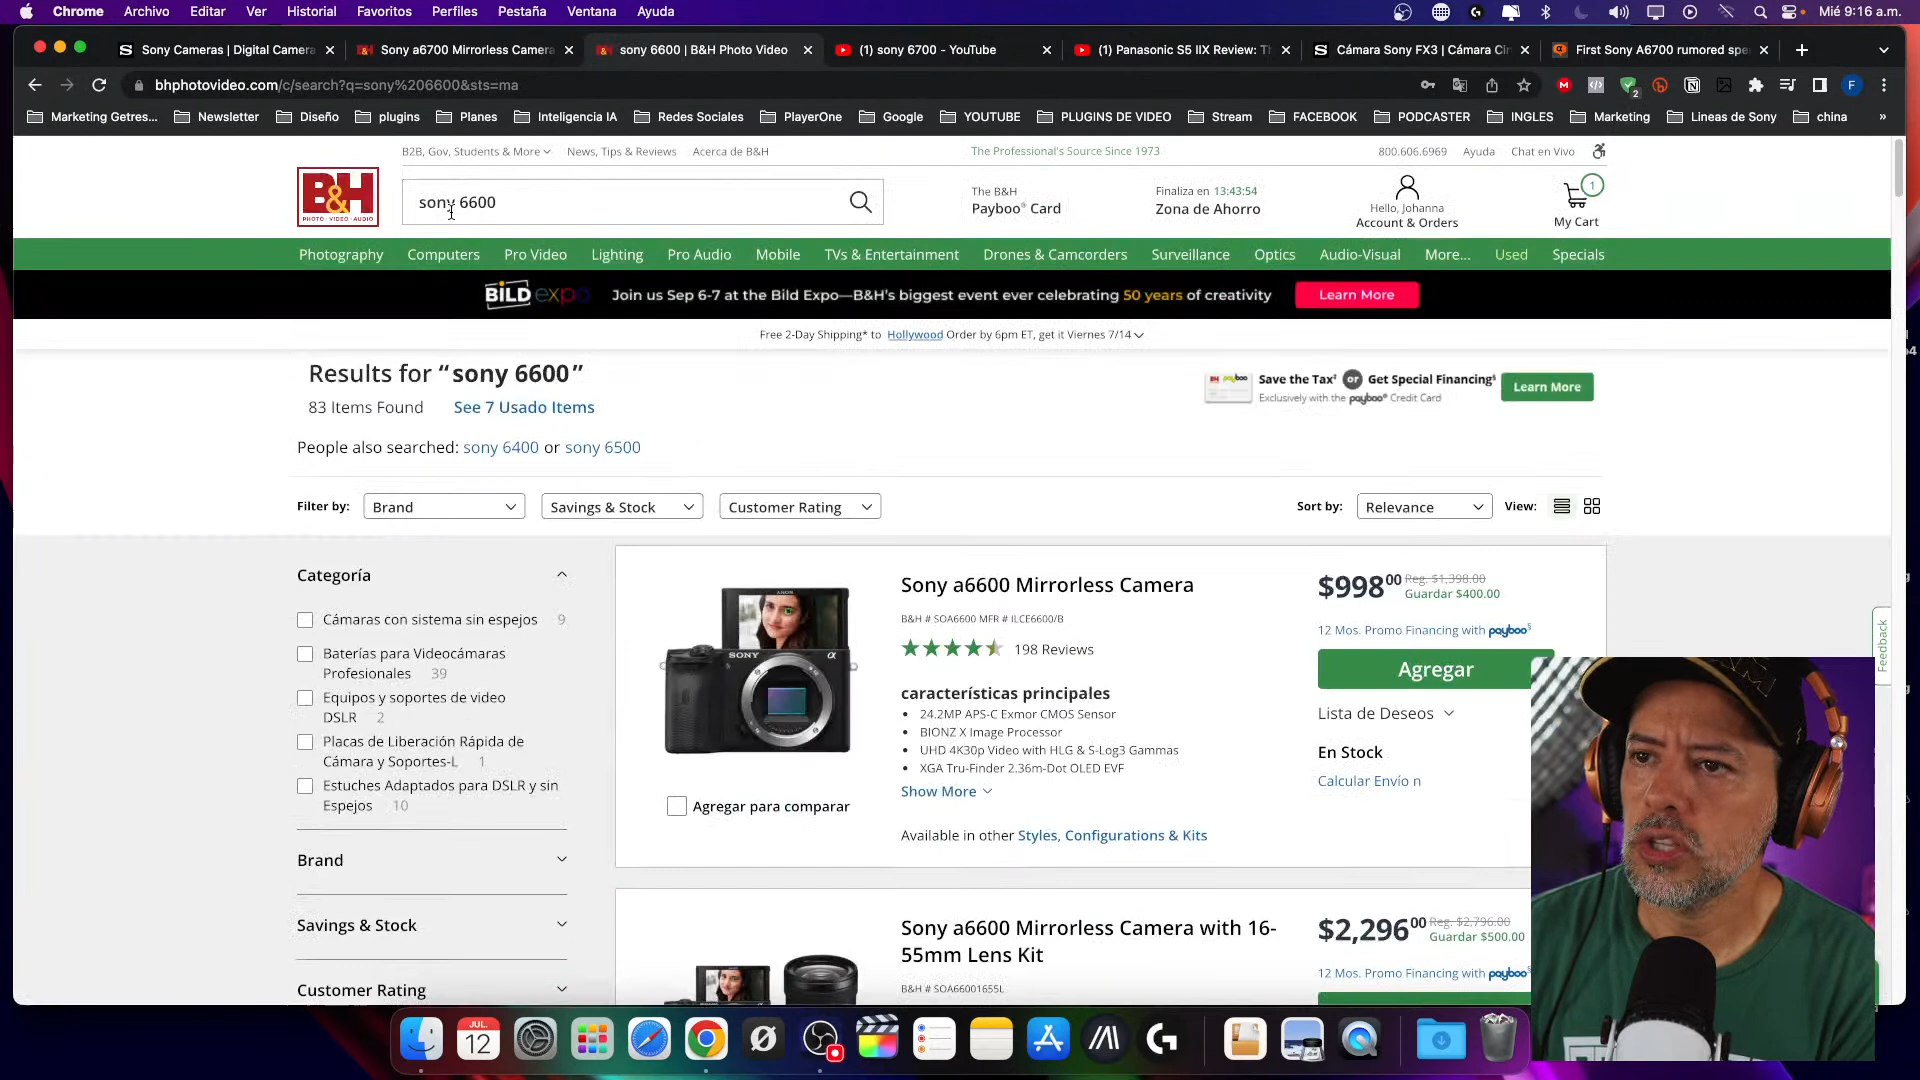 Chrome Archivo Editar Ver Historial Favoritos Perfiles Pestaña Ventana Ayuda Mié 9:16 a.m.
Sony Cameras | Digital Camera
Sony a6700 Mirrorless Camera
sony 6600 | B&H Photo Video
(1) sony 6700 - YouTube
(1) Panasonic S5 IIX Review: Th
Cámara Sony FX3 | Cámara Cin
First Sony A6700 rumored spe
bhphotovideo.com/c/search?q=sony%206600&sts=ma
Marketing Getres... Newsletter Diseño plugins Planes Inteligencia IA Redes Sociales PlayerOne Google YOUTUBE PLUGINS DE VIDEO Stream FACEBOOK PODCASTER INGLES Marketing Lineas de Sony china »
B2B, Gov, Students & More News, Tips & Reviews Acerca de B&H The Professional's Source Since 1973 800.606.6969 Ayuda Chat en Vivo
B&H
PHOTO · VIDEO · AUDIO
sony 6600
The B&H
Payboo® Card
Finaliza en 13:43:54
Zona de Ahorro
Hello, Johanna
Account & Orders
1
My Cart
Photography Computers Pro Video Lighting Pro Audio Mobile TVs & Entertainment Drones & Camcorders Surveillance Optics Audio-Visual More... Used Specials
BILD expo Join us Sep 6-7 at the Bild Expo—B&H's biggest event ever celebrating 50 years of creativity Learn More
Free 2-Day Shipping* to Hollywood Order by 6pm ET, get it Viernes 7/14
Results for “sony 6600”
83 Items Found See 7 Usado Items
Save the Tax‡ or Get Special Financing§
Exclusively with the payboo® Credit Card
Learn More
People also searched: sony 6400 or sony 6500
Filter by: Brand Savings & Stock Customer Rating Sort by: Relevance View:
Categoría
Cámaras con sistema sin espejos 9
Baterías para Videocámaras
Profesionales 39
Equipos y soportes de video
DSLR 2
Placas de Liberación Rápida de
Cámara y Soportes-L 1
Estuches Adaptados para DSLR y sin
Espejos 10
Brand
Savings & Stock
Customer Rating
SONY α
Agregar para comparar
Sony a6600 Mirrorless Camera
B&H # SOA6600 MFR # ILCE6600/B
198 Reviews
características principales
24.2MP APS-C Exmor CMOS Sensor
BIONZ X Image Processor
UHD 4K30p Video with HLG & S-Log3 Gammas
XGA Tru-Finder 2.36m-Dot OLED EVF
Show More
Available in other Styles, Configurations & Kits
$998.00 Reg. $1,398.00
Guardar $400.00
12 Mos. Promo Financing with payboo§
Agregar
Lista de Deseos
En Stock
Calcular Envío n
Feedback
Sony a6600 Mirrorless Camera with 16-
55mm Lens Kit
B&H # SOA66001655L
$2,296.00 Reg. $2,796.00
Guardar $500.00
12 Mos. Promo Financing with payboo§
JUL.
12